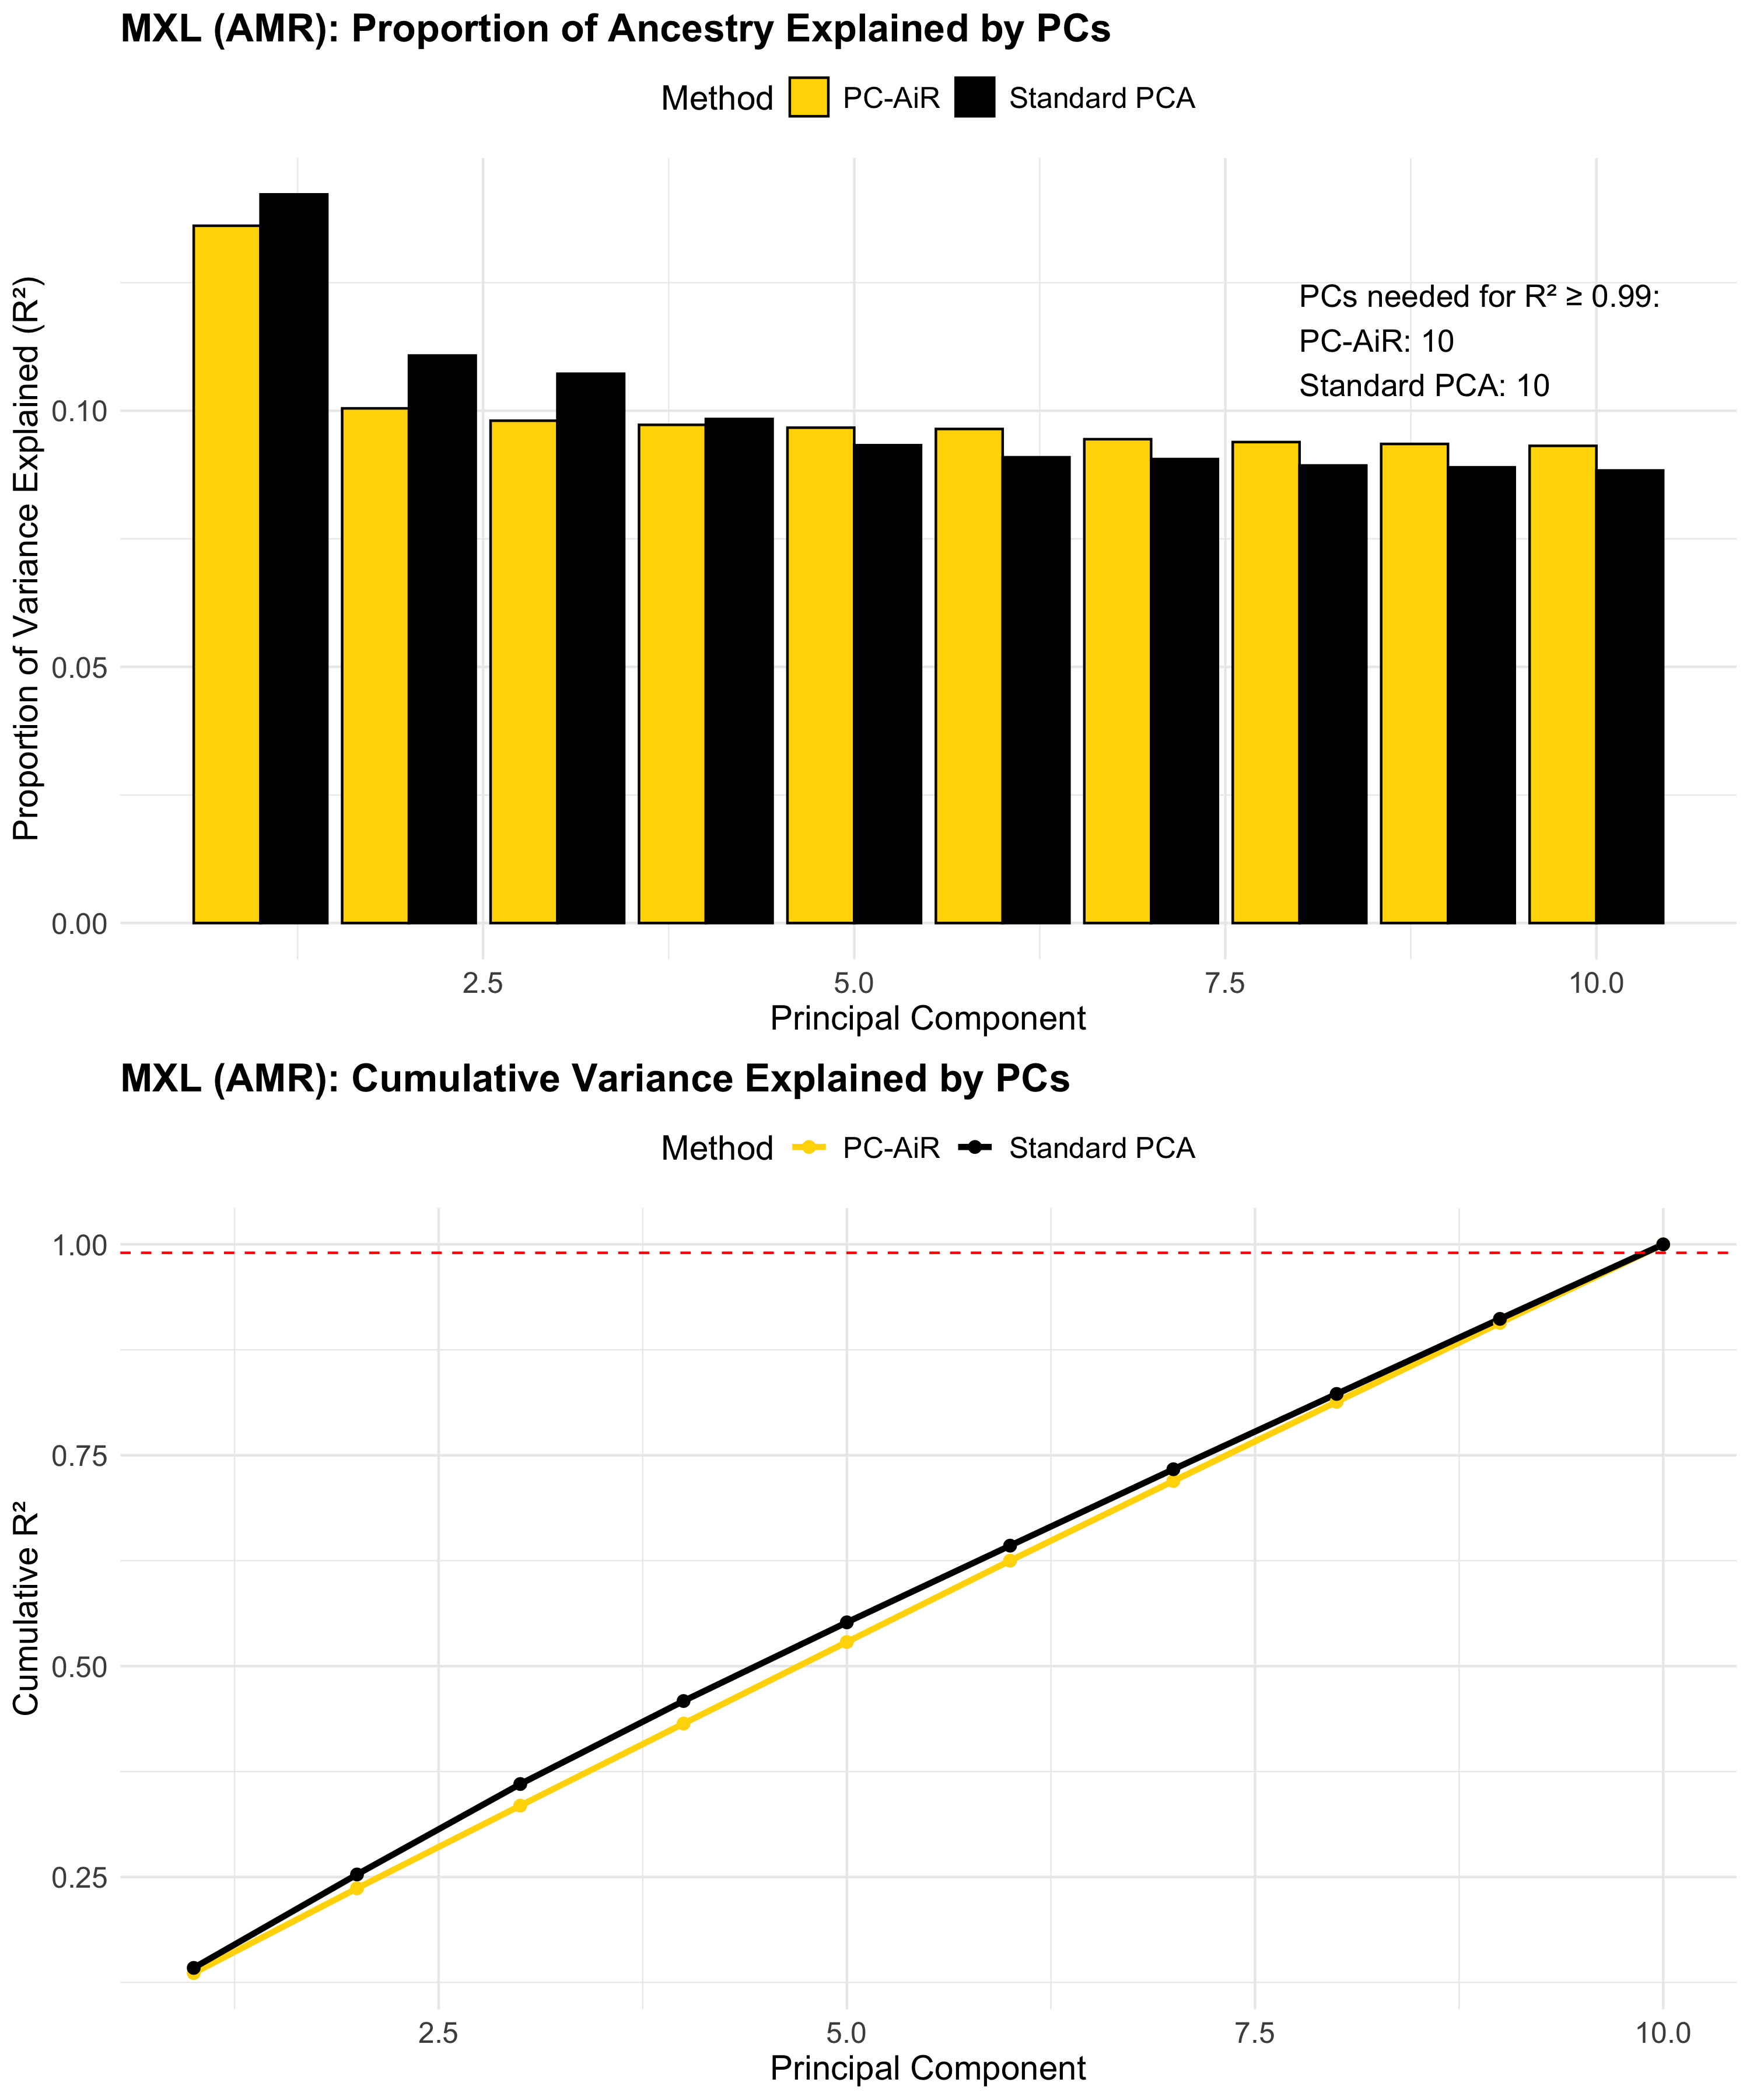 MXL (AMR): Proportion of Ancestry Explained by PCs
Method PC-AiR Standard PCA
Proportion of Variance Explained (R²)
PCs needed for R² ≥ 0.99:
PC-AiR: 10
Standard PCA: 10
0.10
0.05
0.00
2.5 5.0 7.5 10.0
Principal Component
MXL (AMR): Cumulative Variance Explained by PCs
Method PC-AiR Standard PCA
Cumulative R²
1.00
0.75
0.50
0.25
2.5 5.0 7.5 10.0
Principal Component